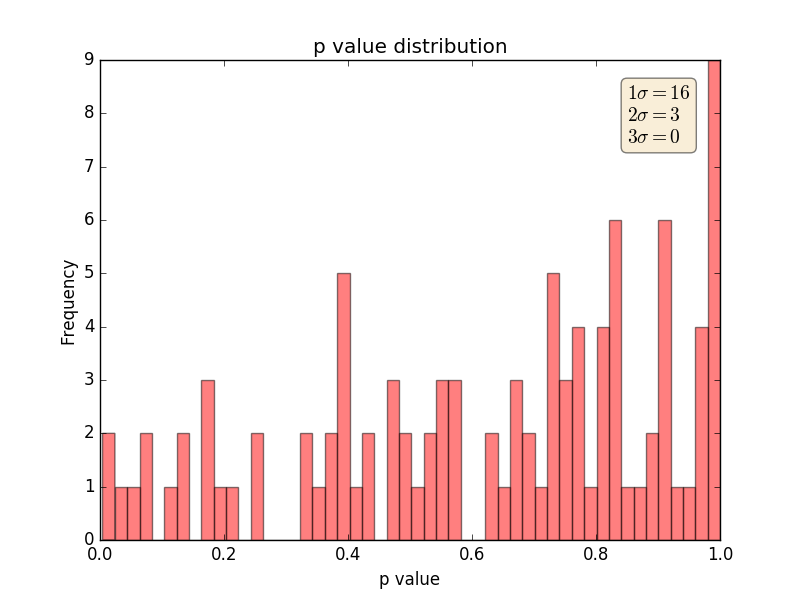 p value distribution
9
8
7
6
5
4
3
2
1
0
Frequency
1σ = 16
2σ = 3
3σ = 0
0.0 0.2 0.4 0.6 0.8 1.0
p value